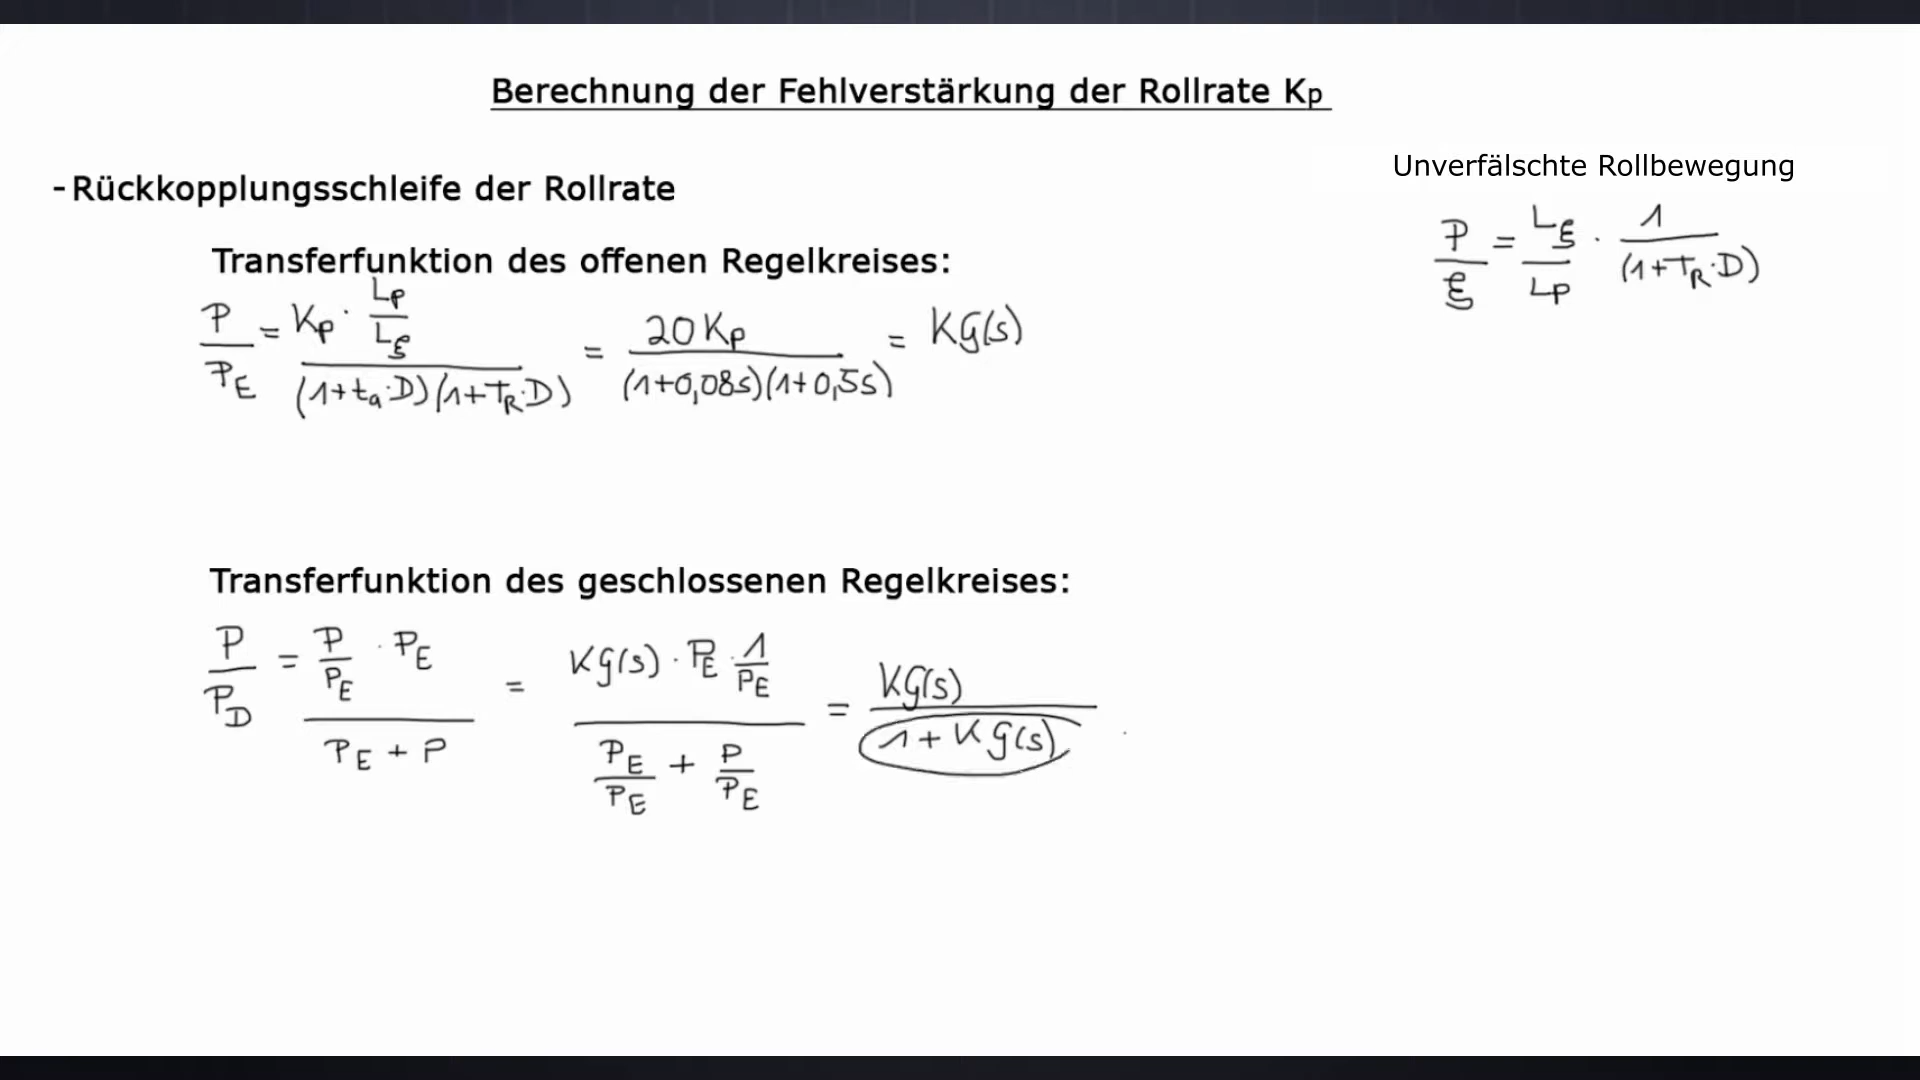 Berechnung der Fehlverstärkung der Rollrate Kp
Unverfälschte Rollbewegung
P/ξ = Lξ/Lp · 1/(1+TR·D)
-Rückkopplungsschleife der Rollrate
Transferfunktion des offenen Regelkreises:
P/PE = Kp · Lp/Lξ / (1+ta·D)(1+TR·D) = 20Kp / (1+0,08s)(1+0,5s) = KG(s)
Transferfunktion des geschlossenen Regelkreises:
P/PD = P/PE · PE / PE + P = KG(s) · PE · 1/PE / PE/PE + P/PE = KG(s) / 1 + KG(s)